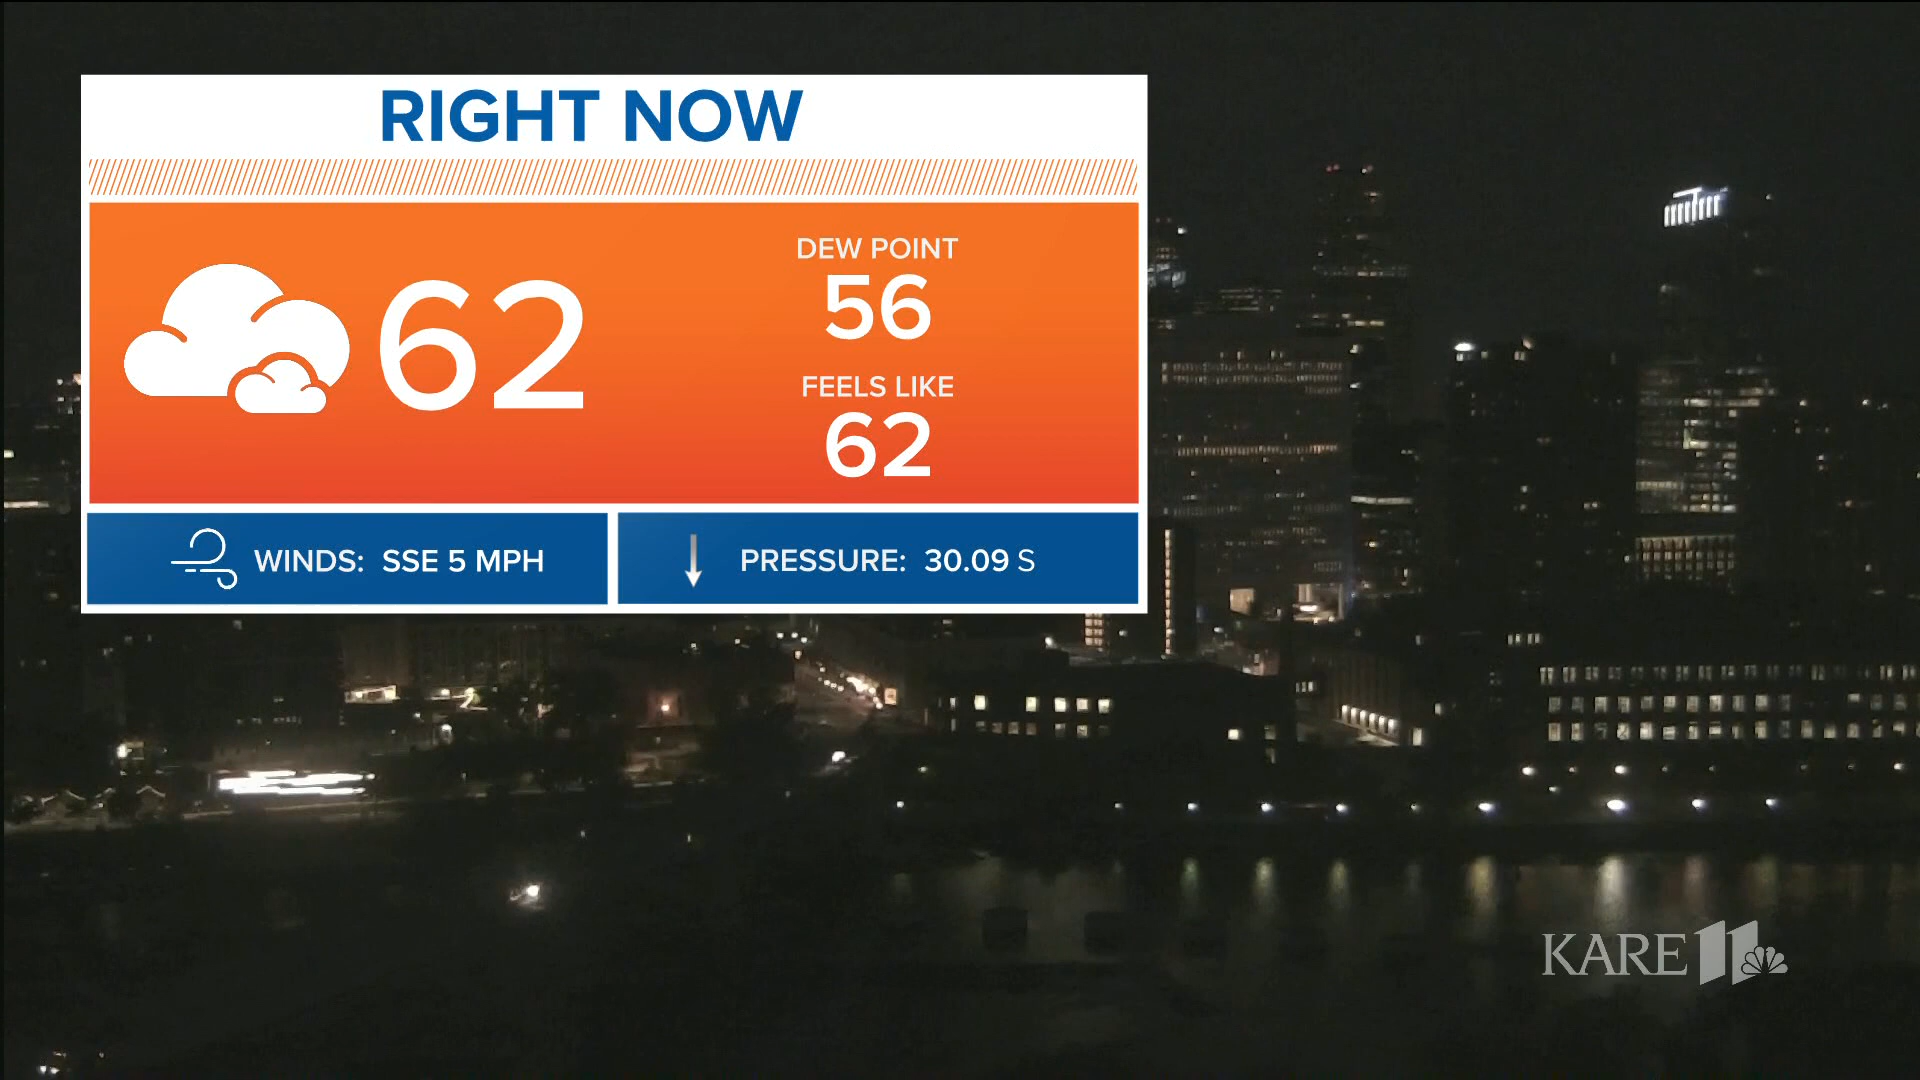 RIGHT NOW
62
DEW POINT
56
FEELS LIKE
62
WINDS: SSE 5 MPH
PRESSURE: 30.09 S
KARE 11